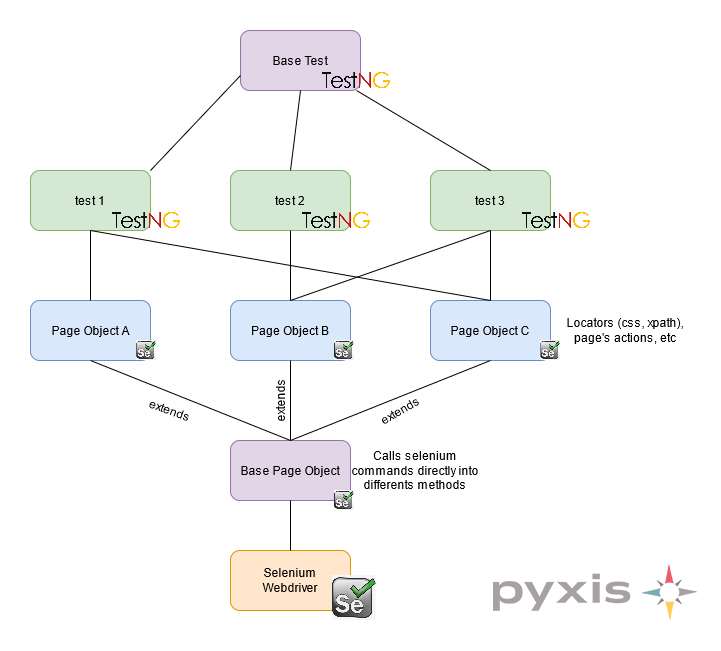 Base Test
TestNG
test 1
TestNG
test 2
TestNG
test 3
TestNG
Page Object A
Se
Page Object B
Se
Page Object C
Se
Locators (css, xpath),
page's actions, etc
extends
extends
extends
Base Page Object
Se
Calls selenium
commands directly into
differents methods
Selenium
Webdriver
Se
pyxis